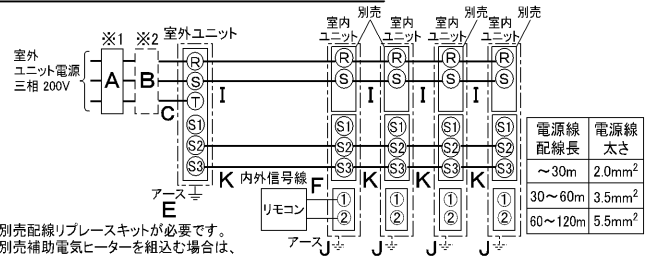 ※1 ※2 室外ユニット
室内
ユニット
別売
室内
ユニット
室内
ユニット
別売
室内
ユニット
別売
室外
ユニット電源
三相 200V
A
B
C
R
S
T
S1
S2
S3
I
R
S
S1
S2
S3
①
②
I
R
S
S1
S2
S3
①
②
I
R
S
S1
S2
S3
①
②
I
R
S
S1
S2
S3
①
②
K 内外信号線
F
K
K
K
リモコン
アース
E
アース J
J
J
J
電源線
配線長
電源線
太さ
～30m 2.0mm²
30～60m 3.5mm²
60～120m 5.5mm²
別売配線リプレースキットが必要です。
別売補助電気ヒーターを組込む場合は、